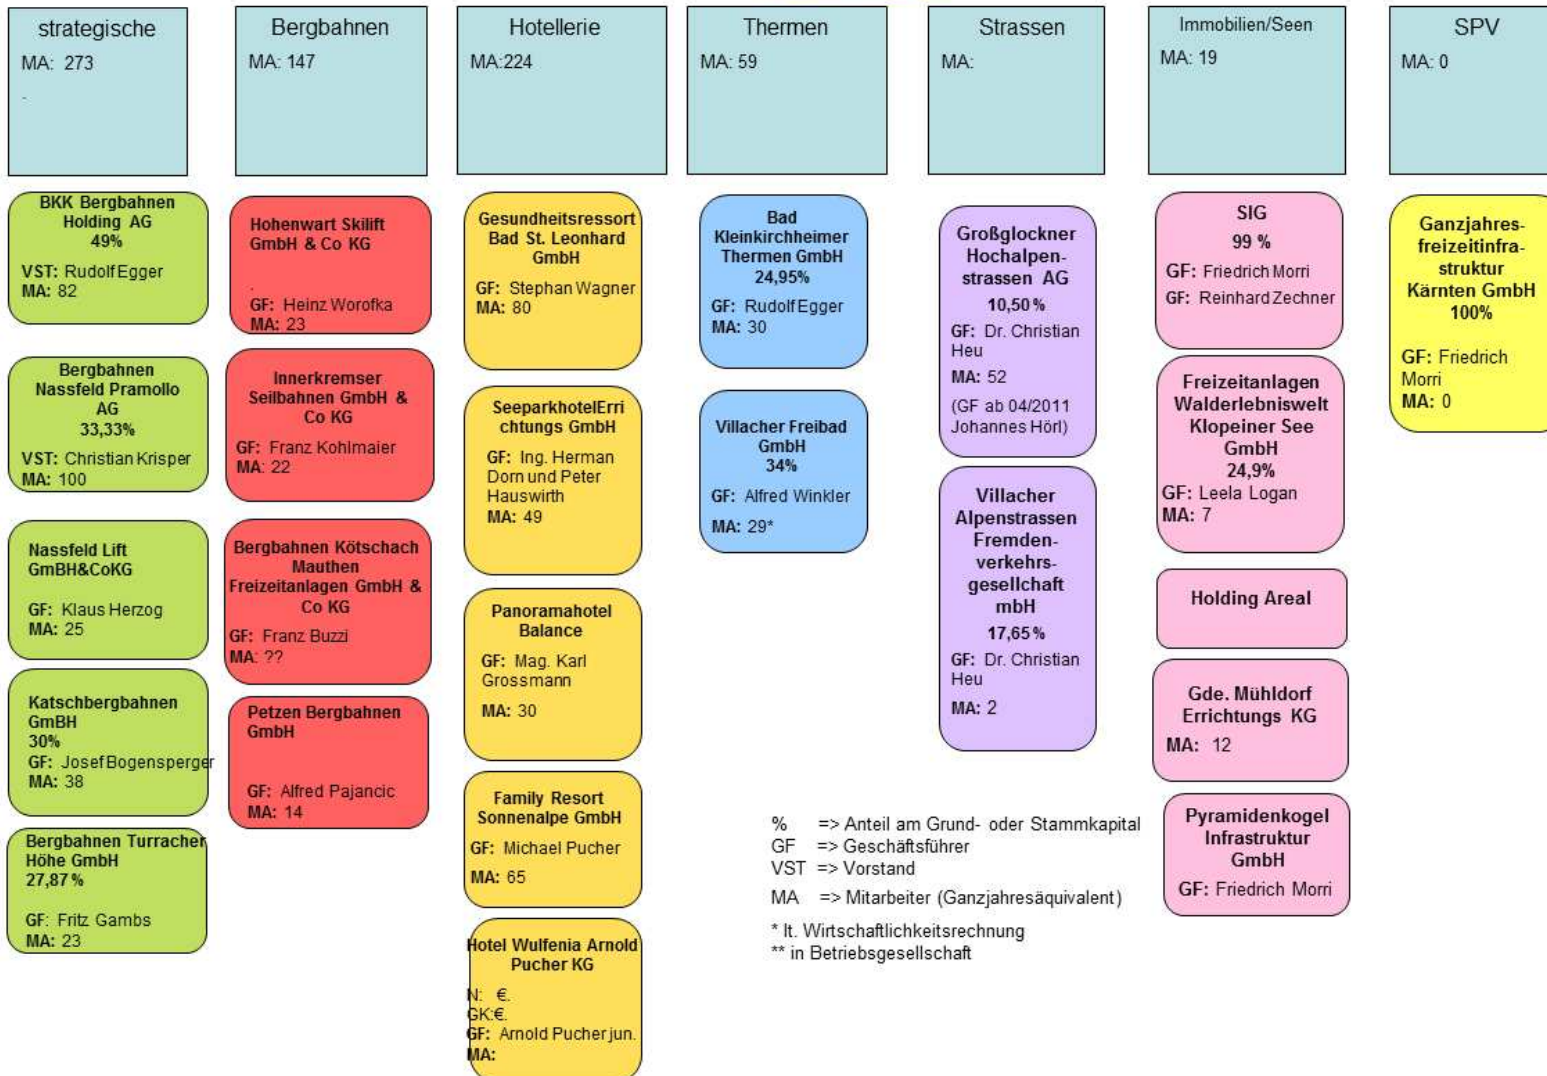 strategische
MA: 273
.
Bergbahnen
MA: 147
Hotellerie
MA:224
Thermen
MA: 59
Strassen
MA:
Immobilien/Seen
MA: 19
SPV
MA: 0
BKK Bergbahnen
Holding AG
49%
VST: Rudolf Egger
MA: 82
Bergbahnen
Nassfeld Pramollo
AG
33,33%
VST: Christian Krisper
MA: 100
Nassfeld Lift
GmBH&CoKG
GF: Klaus Herzog
MA: 25
Katschbergbahnen
GmBH
30%
GF: Josef Bogensperger
MA: 38
Bergbahnen Turracher
Höhe GmbH
27,87 %
GF: Fritz Gambs
MA: 23
Hohenwart Skilift
GmbH & Co KG
.
GF: Heinz Worofka
MA: 23
Innerkremser
Seilbahnen GmbH &
Co KG
GF: Franz Kohlmaier
MA: 22
Bergbahnen Kötschach
Mauthen
Freizeitanlagen GmbH &
Co KG
GF: Franz Buzzi
MA: ??
Petzen Bergbahnen
GmbH
GF: Alfred Pajancic
MA: 14
Gesundheitsressort
Bad St. Leonhard
GmbH
GF: Stephan Wagner
MA: 80
SeeparkhotelErri
chtungs GmbH
GF: Ing. Herman
Dorn und Peter
Hauswirth
MA: 49
Panoramahotel
Balance
GF: Mag. Karl
Grossmann
MA: 30
Family Resort
Sonnenalpe GmbH
GF: Michael Pucher
MA: 65
Hotel Wulfenia Arnold
Pucher KG
N: €.
GK:€.
GF: Arnold Pucher jun.
MA:
Bad
Kleinkirchheimer
Thermen GmbH
24,95%
GF: Rudolf Egger
MA: 30
Villacher Freibad
GmbH
34%
GF: Alfred Winkler
MA: 29*
Großglockner
Hochalpen-
strassen AG
10,50 %
GF: Dr. Christian
Heu
MA: 52
(GF ab 04/2011
Johannes Hörl)
Villacher
Alpenstrassen
Fremden-
verkehrs-
gesellchaft
mbH
17,65%
GF: Dr. Christian
Heu
MA: 2
SIG
99 %
GF: Friedrich Morri
GF: Reinhard Zechner
Freizeitanlagen
Walderlebniswelt
Klopeiner See
GmbH
24,9%
GF: Leela Logan
MA: 7
Holding Areal
Gde. Mühldorf
Errichtungs KG
MA: 12
Pyramidenkogel
Infrastruktur
GmbH
GF: Friedrich Morri
Ganzjahres-
freizeitinfra-
struktur
Kärnten GmbH
100%
GF: Friedrich
Morri
MA: 0
% => Anteil am Grund- oder Stammkapital
GF => Geschäftsführer
VST => Vorstand
MA => Mitarbeiter (Ganzjahresäquivalent)
* lt. Wirtschaftlichkeitsrechnung
** in Betriebsgesellschaft